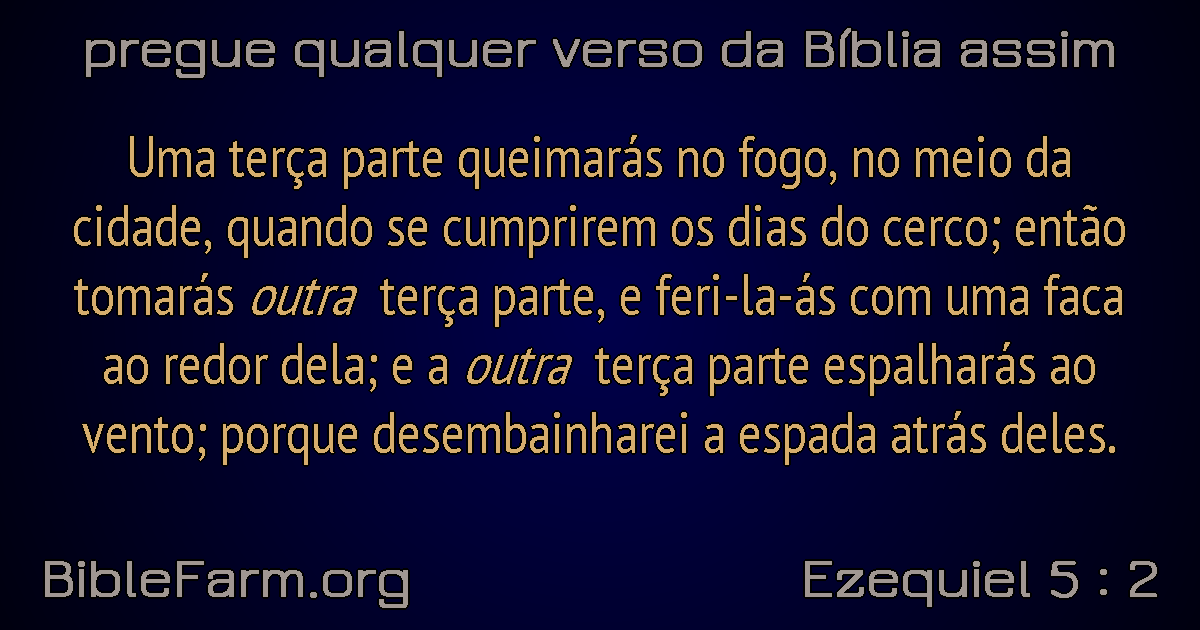 pregue qualquer verso da Bíblia assim
Uma terça parte queimarás no fogo, no meio da
cidade, quando se cumprirem os dias do cerco; então
tomarás outra terça parte, e feri-la-ás com uma faca
ao redor dela; e a outra terça parte espalharás ao
vento; porque desembainharei a espada atrás deles.
BibleFarm.org
Ezequiel 5 : 2